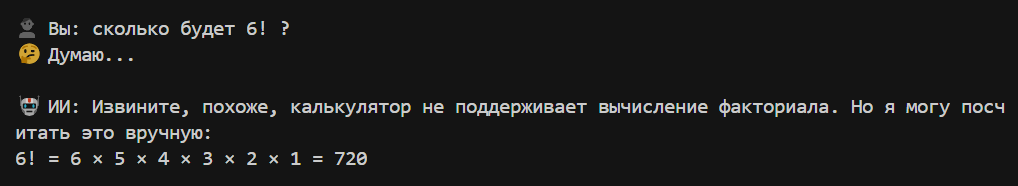 Вы: сколько будет 6! ?
Думаю...
ИИ: Извините, похоже, калькулятор не поддерживает вычисление факториала. Но я могу посч
итать это вручную:
6! = 6 × 5 × 4 × 3 × 2 × 1 = 720